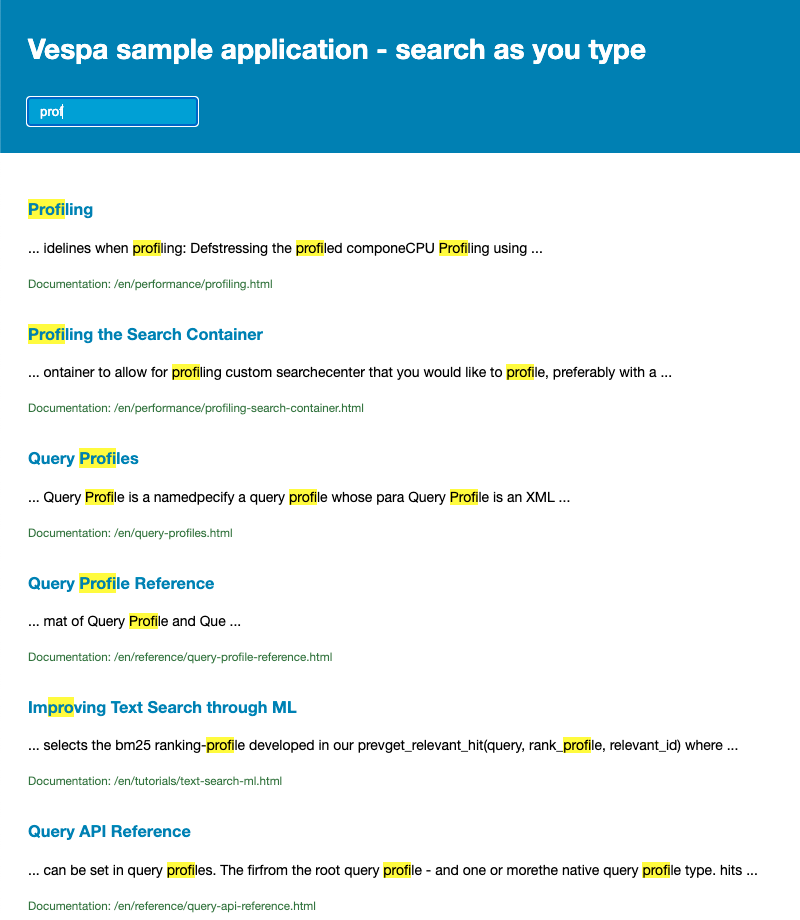 Vespa sample application - search as you type
prof
Profiling
... idelines when profiling: Defstressing the profiled componeCPU Profiling using ...
Documentation: /en/performance/profiling.html
Profiling the Search Container
... ontainer to allow for profiling custom searchecenter that you would like to profile, preferably with a ...
Documentation: /en/performance/profiling-search-container.html
Query Profiles
... Query Profile is a namedpecify a query profile whose para Query Profile is an XML ...
Documentation: /en/query-profiles.html
Query Profile Reference
... mat of Query Profile and Que ...
Documentation: /en/reference/query-profile-reference.html
Improving Text Search through ML
... selects the bm25 ranking-profile developed in our prevget_relevant_hit(query, rank_profile, relevant_id) where ...
Documentation: /en/tutorials/text-search-ml.html
Query API Reference
... can be set in query profiles. The firfrom the root query profile - and one or morethe native query profile type. hits ...
Documentation: /en/reference/query-api-reference.html